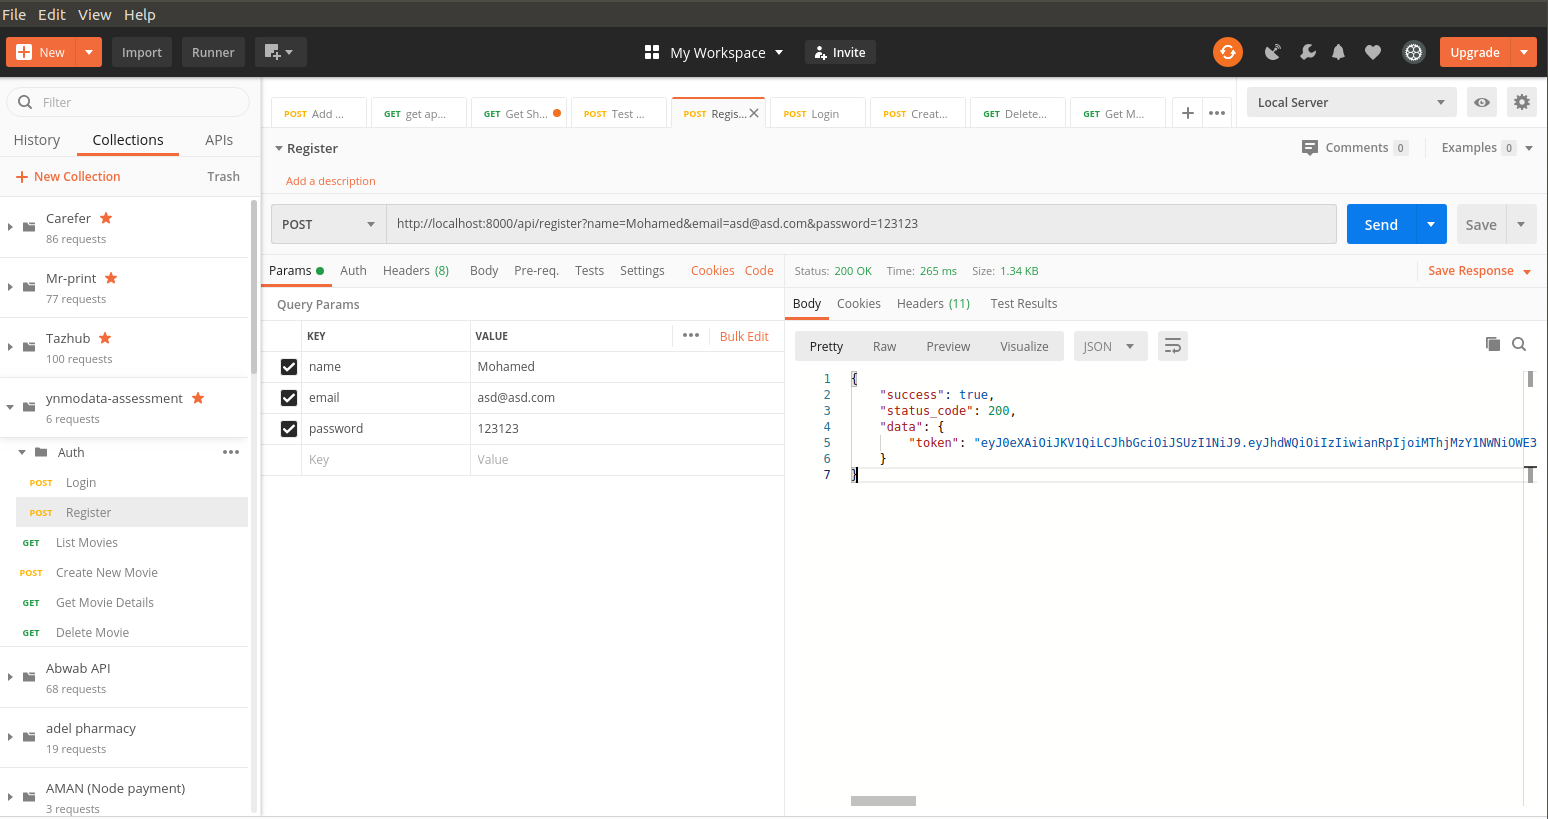 File Edit View Help
New Import Runner My Workspace Invite Upgrade
Filter
History Collections APIs
New Collection Trash
Carefer
86 requests
Mr-print
77 requests
Tazhub
100 requests
ynmodata-assessment
6 requests
Auth
POST Login
POST Register
GET List Movies
POST Create New Movie
GET Get Movie Details
GET Delete Movie
Abwab API
68 requests
adel pharmacy
19 requests
AMAN (Node payment)
3 requests
POST Add ... GET get ap... GET Get Sh... POST Test ... POST Regis... POST Login POST Creat... GET Delete... GET Get M... Local Server
Register Comments 0 Examples 0
Add a description
POST http://localhost:8000/api/register?name=Mohamed&email=asd@asd.com&password=123123 Send Save
Params Auth Headers (8) Body Pre-req. Tests Settings Cookies Code
Query Params
KEY VALUE Bulk Edit
name Mohamed
email asd@asd.com
password 123123
Key Value
Status: 200 OK Time: 265 ms Size: 1.34 KB Save Response
Body Cookies Headers (11) Test Results
Pretty Raw Preview Visualize JSON
1 {
2 "success": true,
3 "status_code": 200,
4 "data": {
5 "token": "eyJ0eXAiOiJKV1QiLCJhbGciOiJSUzI1NiJ9.eyJhdWQiOiIzIiwianRpIjoiMThjMzY1NWNiOWE3
6 }
7 }